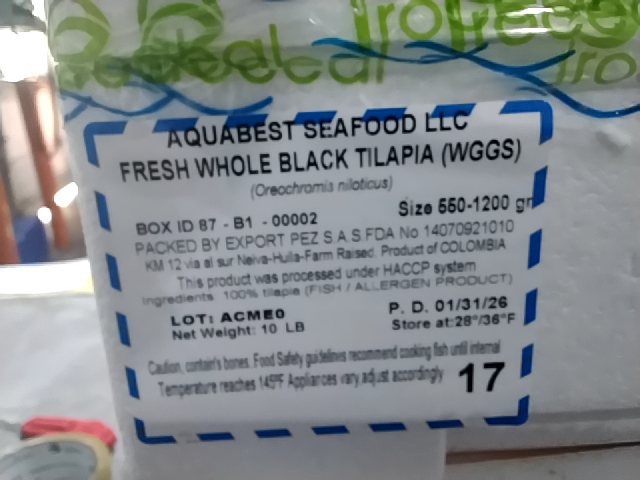 AQUABEST SEAFOOD LLC
FRESH WHOLE BLACK TILAPIA (WGGS)
(Oreochromis niloticus)
Size 550-1200 gr
BOX ID 87 - B1 - 00002
PACKED BY EXPORT PEZ S.A.S.FDA No 14070921010
KM 12 via al sur Neiva-Huila-Farm Raised. Product of COLOMBIA
This product was processed under HACCP system
ingredients 100% tilapia (FISH / ALLERGEN PRODUCT)
LOT: ACME0
P. D. 01/31/26
Net Weight: 10 LB
Store at:28°/36°F
Caution, contain's bones. Food Safety guidelines recommend cooking fish until internal
Temperature reaches 145°F Appliances vary, adjust accordingly
17